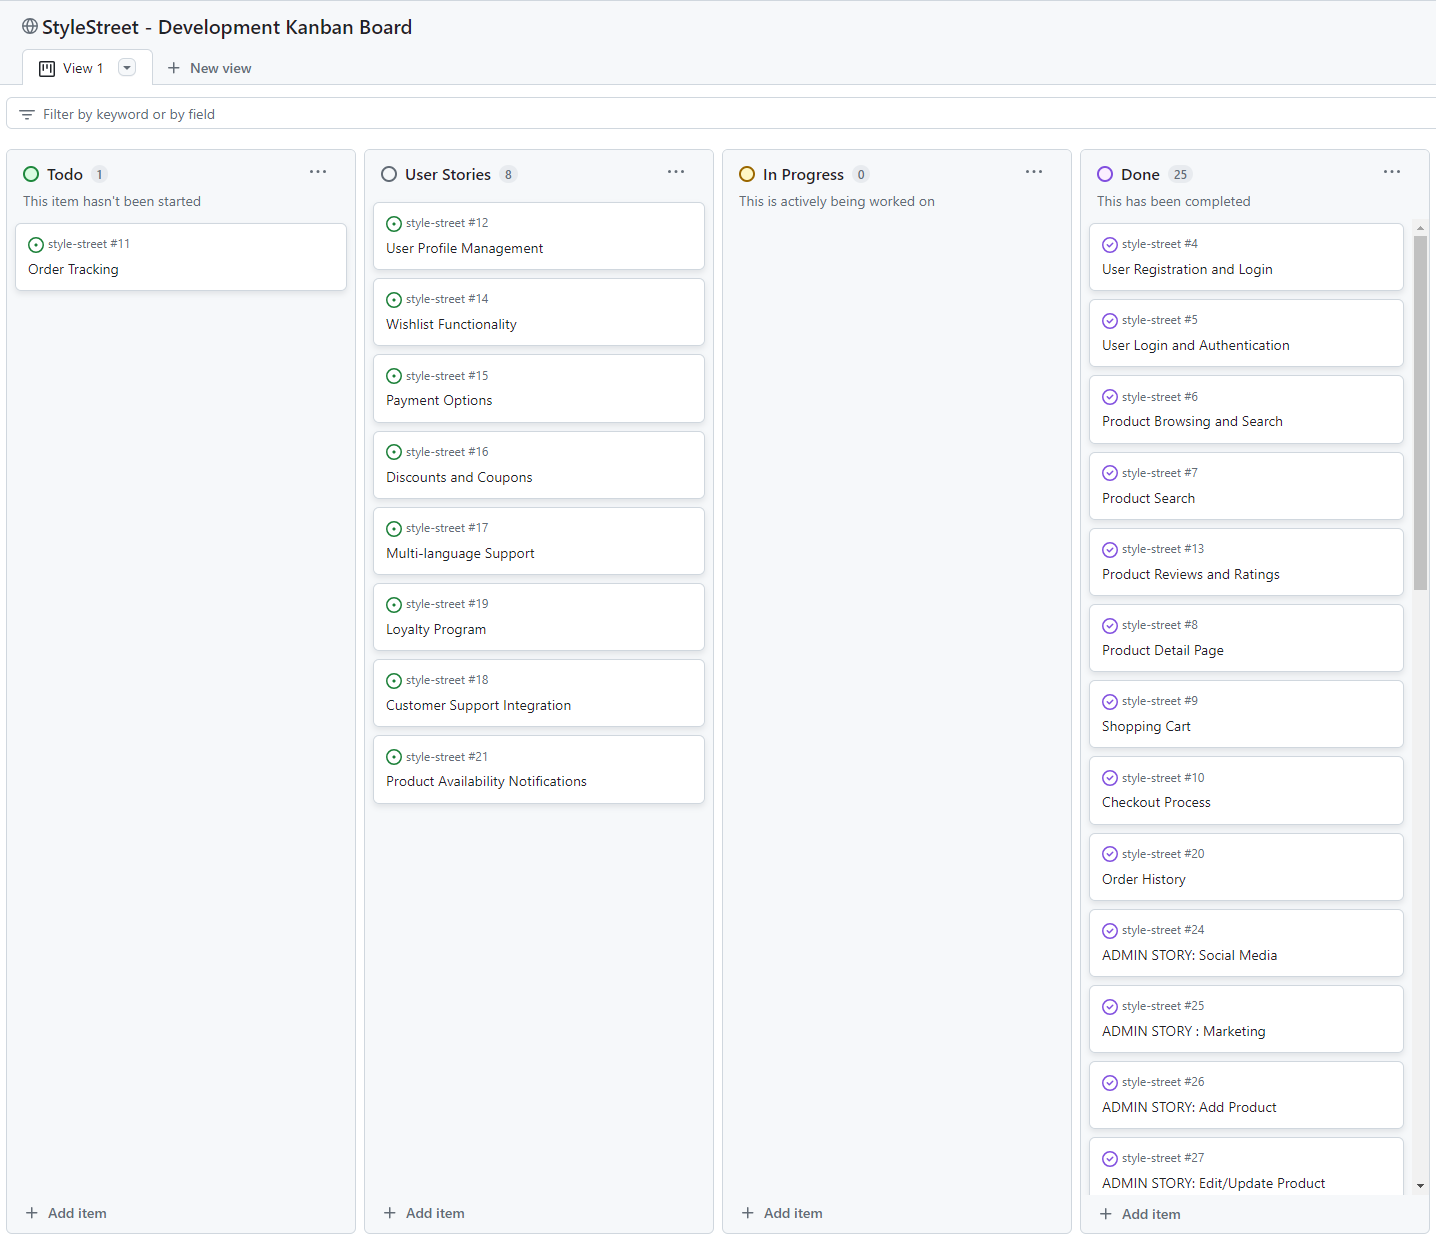 StyleStreet - Development Kanban Board
View 1
New view
Filter by keyword or by field
Todo 1
This item hasn't been started
style-street #11
Order Tracking
Add item
User Stories 8
style-street #12
User Profile Management
style-street #14
Wishlist Functionality
style-street #15
Payment Options
style-street #16
Discounts and Coupons
style-street #17
Multi-language Support
style-street #19
Loyalty Program
style-street #18
Customer Support Integration
style-street #21
Product Availability Notifications
Add item
In Progress 0
This is actively being worked on
Add item
Done 25
This has been completed
style-street #4
User Registration and Login
style-street #5
User Login and Authentication
style-street #6
Product Browsing and Search
style-street #7
Product Search
style-street #13
Product Reviews and Ratings
style-street #8
Product Detail Page
style-street #9
Shopping Cart
style-street #10
Checkout Process
style-street #20
Order History
style-street #24
ADMIN STORY: Social Media
style-street #25
ADMIN STORY : Marketing
style-street #26
ADMIN STORY: Add Product
style-street #27
ADMIN STORY: Edit/Update Product
Add item